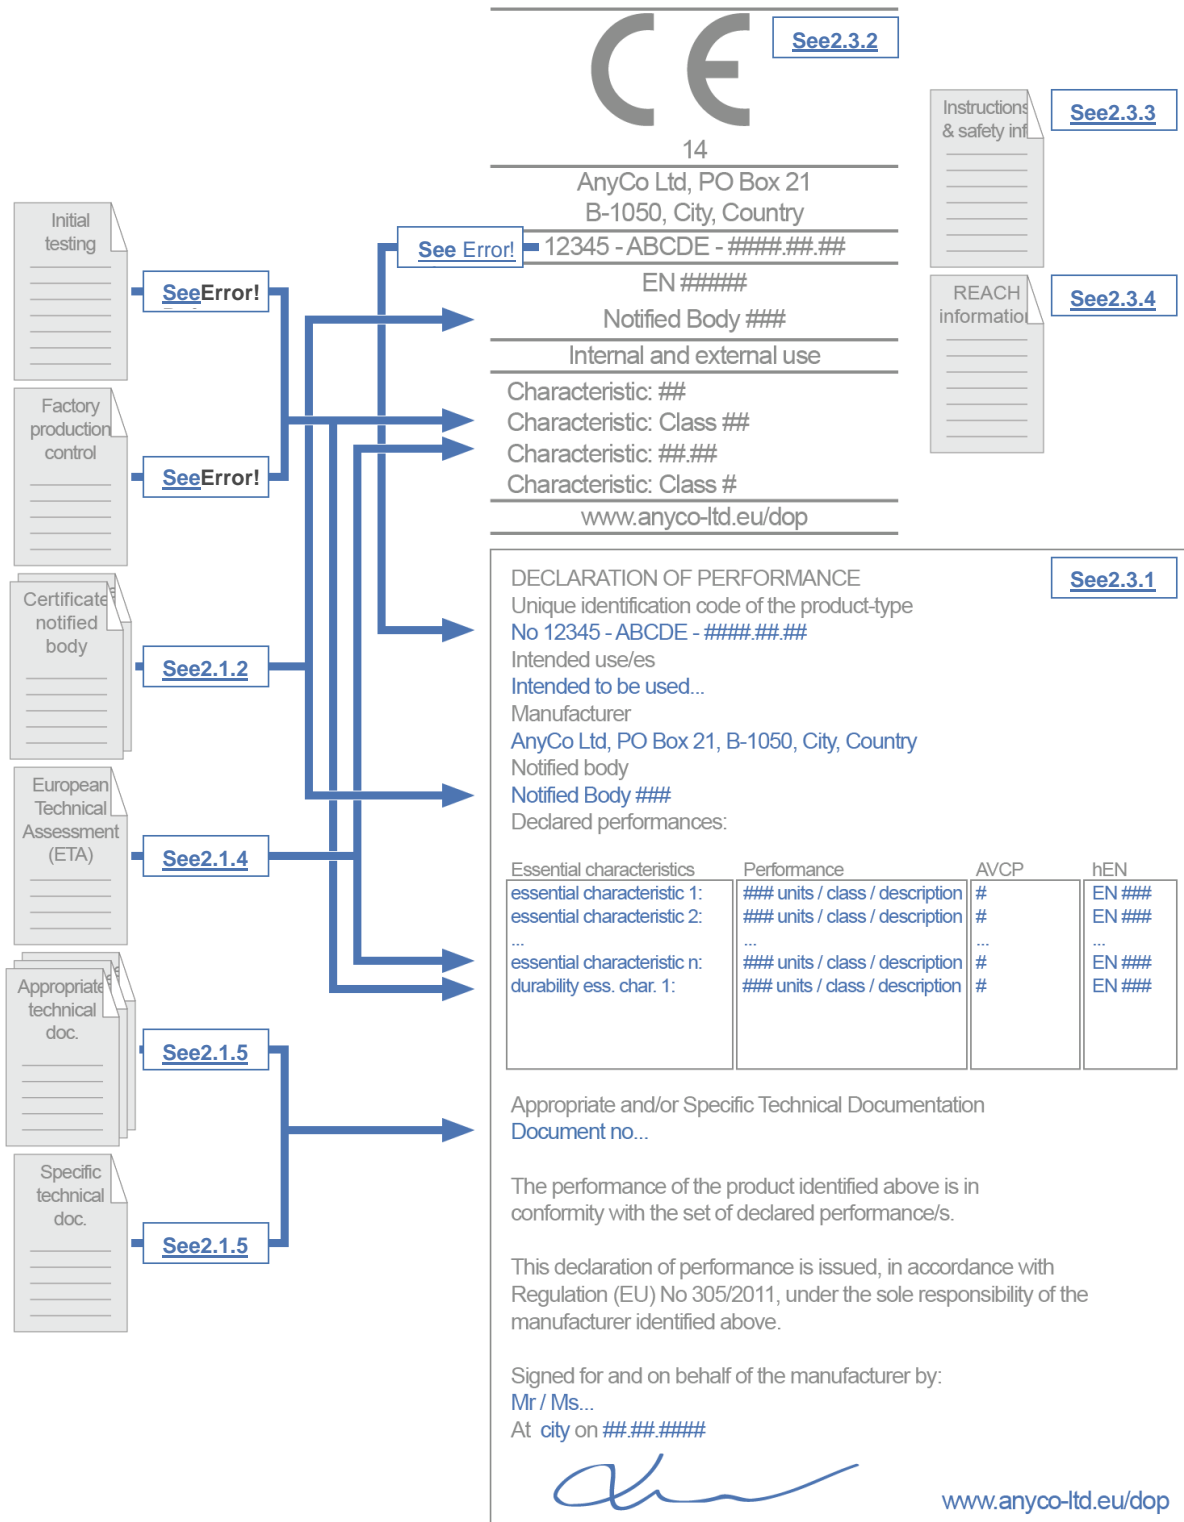 CE
See2.3.2
14
AnyCo Ltd, PO Box 21
B-1050, City, Country
See Error!
12345 - ABCDE - ####.##.##
EN #####
Notified Body ###
Internal and external use
Characteristic: ##
Characteristic: Class ##
Characteristic: ##.##
Characteristic: Class #
www.anyco-ltd.eu/dop
Instructions
& safety inf
See2.3.3
REACH
information
See2.3.4
Initial
testing
SeeError!
Factory
production
control
SeeError!
Certificate
notified
body
See2.1.2
European
Technical
Assessment
(ETA)
See2.1.4
Appropriate
technical
doc.
See2.1.5
Specific
technical
doc.
See2.1.5
DECLARATION OF PERFORMANCE
See2.3.1
Unique identification code of the product-type
No 12345 - ABCDE - ####.##.##
Intended use/es
Intended to be used...
Manufacturer
AnyCo Ltd, PO Box 21, B-1050, City, Country
Notified body
Notified Body ###
Declared performances:
Essential characteristics Performance AVCP hEN
essential characteristic 1: ### units / class / description # EN ###
essential characteristic 2: ### units / class / description # EN ###
... ... ... ...
essential characteristic n: ### units / class / description # EN ###
durability ess. char. 1: ### units / class / description # EN ###
Appropriate and/or Specific Technical Documentation
Document no...
The performance of the product identified above is in
conformity with the set of declared performance/s.
This declaration of performance is issued, in accordance with
Regulation (EU) No 305/2011, under the sole responsibility of the
manufacturer identified above.
Signed for and on behalf of the manufacturer by:
Mr / Ms...
At city on ##.##.####
www.anyco-ltd.eu/dop